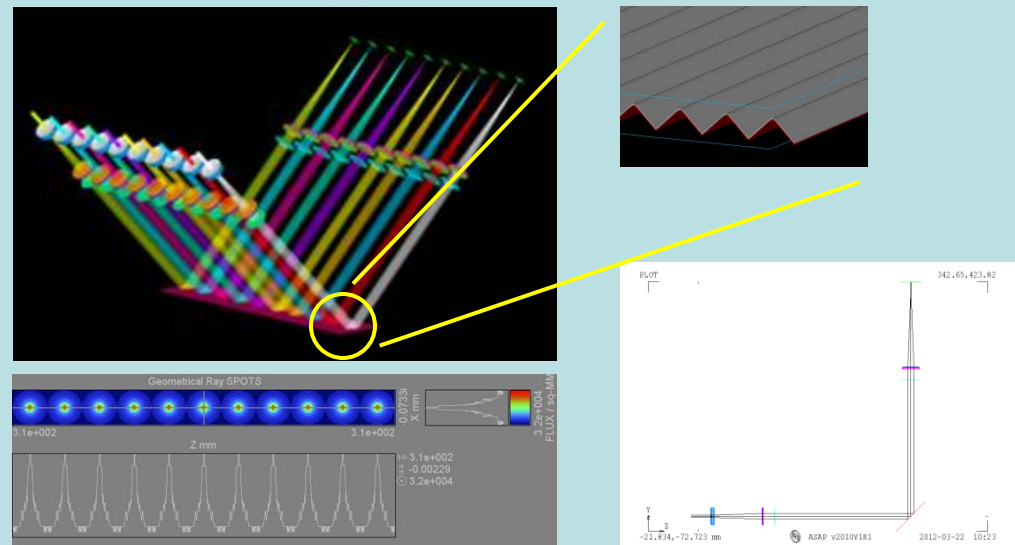 Geometrical Ray SPOTS
-0.0733
X mm
3.2e+004
FLUX / sq-MM
3.1e+002
3.1e+002
Z mm
3.1e+002
-0.00229
3.2e+004
PLOT
342.65,423.82
Y
-21.834,-72.723 mm
ASAP v2010V1R1
2012-03-22 10:23